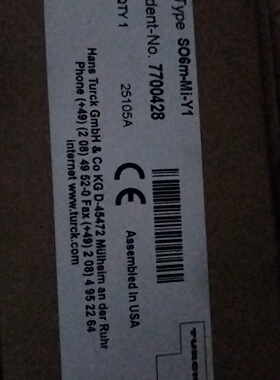 Type SO6m-Mi-Y1
dent-No. 7700428
QTY 1
25105A
Assembled In USA
Hans Turck GmbH & Co KG D-45472 Mülheim an der Ruhr
Phone (+49) (2 08) 49 52-0 Fax (+49) (2 08) 4 95 22 64
internet www.turck.com
TURCK